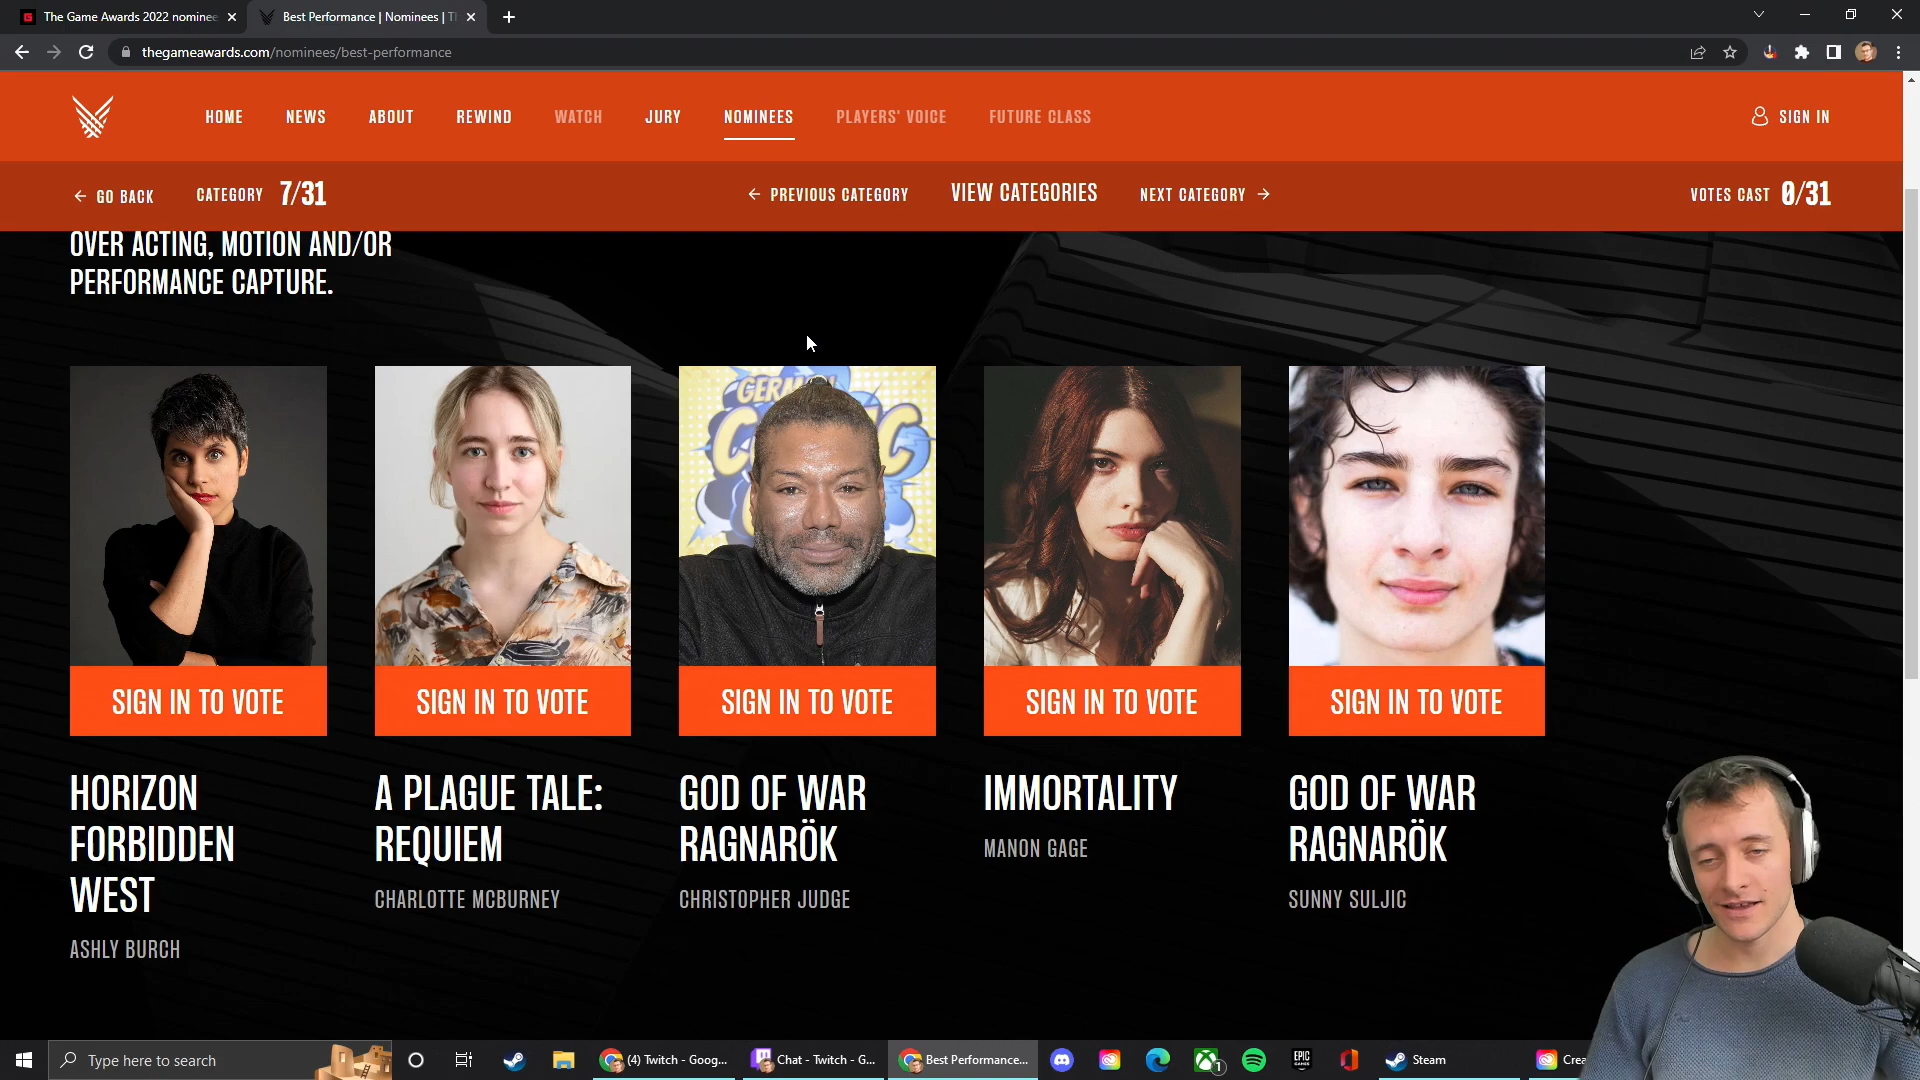 The Game Awards 2022 nominee
Best Performance | Nominees | T
thegameawards.com/nominees/best-performance
HOME NEWS ABOUT REWIND WATCH JURY NOMINEES PLAYERS' VOICE FUTURE CLASS SIGN IN
← GO BACK CATEGORY 7/31 ← PREVIOUS CATEGORY VIEW CATEGORIES NEXT CATEGORY → VOTES CAST 0/31
OVER ACTING, MOTION AND/OR
PERFORMANCE CAPTURE.
GERMAN
SIGN IN TO VOTE
SIGN IN TO VOTE
SIGN IN TO VOTE
SIGN IN TO VOTE
SIGN IN TO VOTE
HORIZON
FORBIDDEN
WEST
ASHLY BURCH
A PLAGUE TALE:
REQUIEM
CHARLOTTE MCBURNEY
GOD OF WAR
RAGNARÖK
CHRISTOPHER JUDGE
IMMORTALITY
MANON GAGE
GOD OF WAR
RAGNARÖK
SUNNY SULJIC
Type here to search
(4) Twitch - Goog...
Chat - Twitch - G...
Best Performance...
1
EPIC
GAMES
Steam
Crea